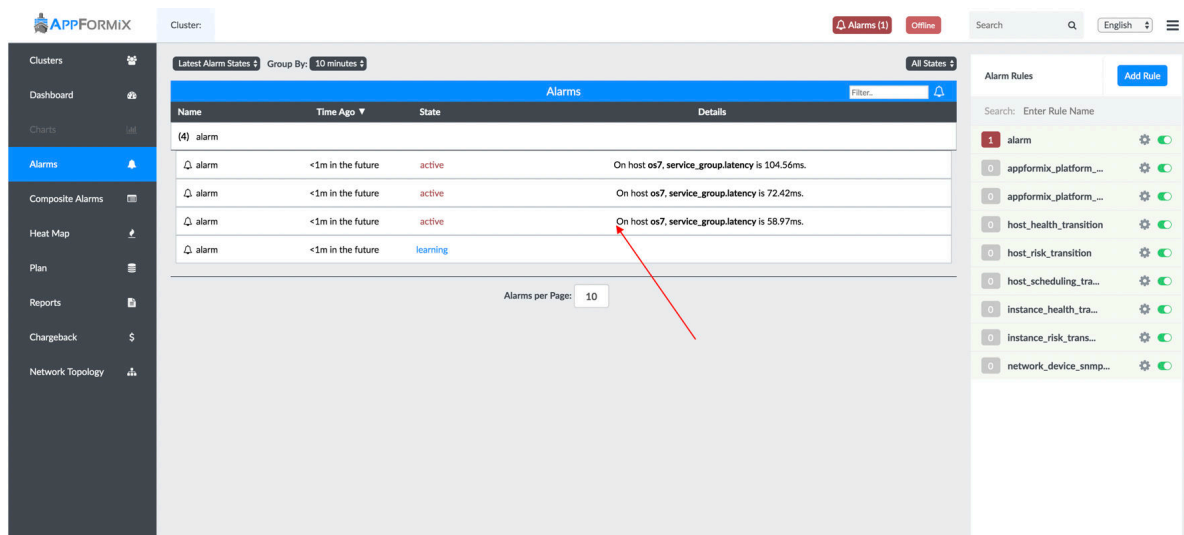 APPFORMIX
Cluster:
Alarms (1)
Offline
Search
English
Clusters
Dashboard
Charts
Alarms
Composite Alarms
Heat Map
Plan
Reports
Chargeback
Network Topology
Latest Alarm States
Group By: 10 minutes
All States
Alarms
Filter..
Name Time Ago ▼ State Details
(4) alarm
alarm <1m in the future active On host os7, service_group.latency is 104.56ms.
alarm <1m in the future active On host os7, service_group.latency is 72.42ms.
alarm <1m in the future active On host os7, service_group.latency is 58.97ms.
alarm <1m in the future learning
Alarms per Page: 10
Alarm Rules
Add Rule
Search: Enter Rule Name
1 alarm
0 appformix_platform_...
0 appformix_platform_...
0 host_health_transition
0 host_risk_transition
0 host_scheduling_tra...
0 instance_health_tra...
0 instance_risk_trans...
0 network_device_snmp...